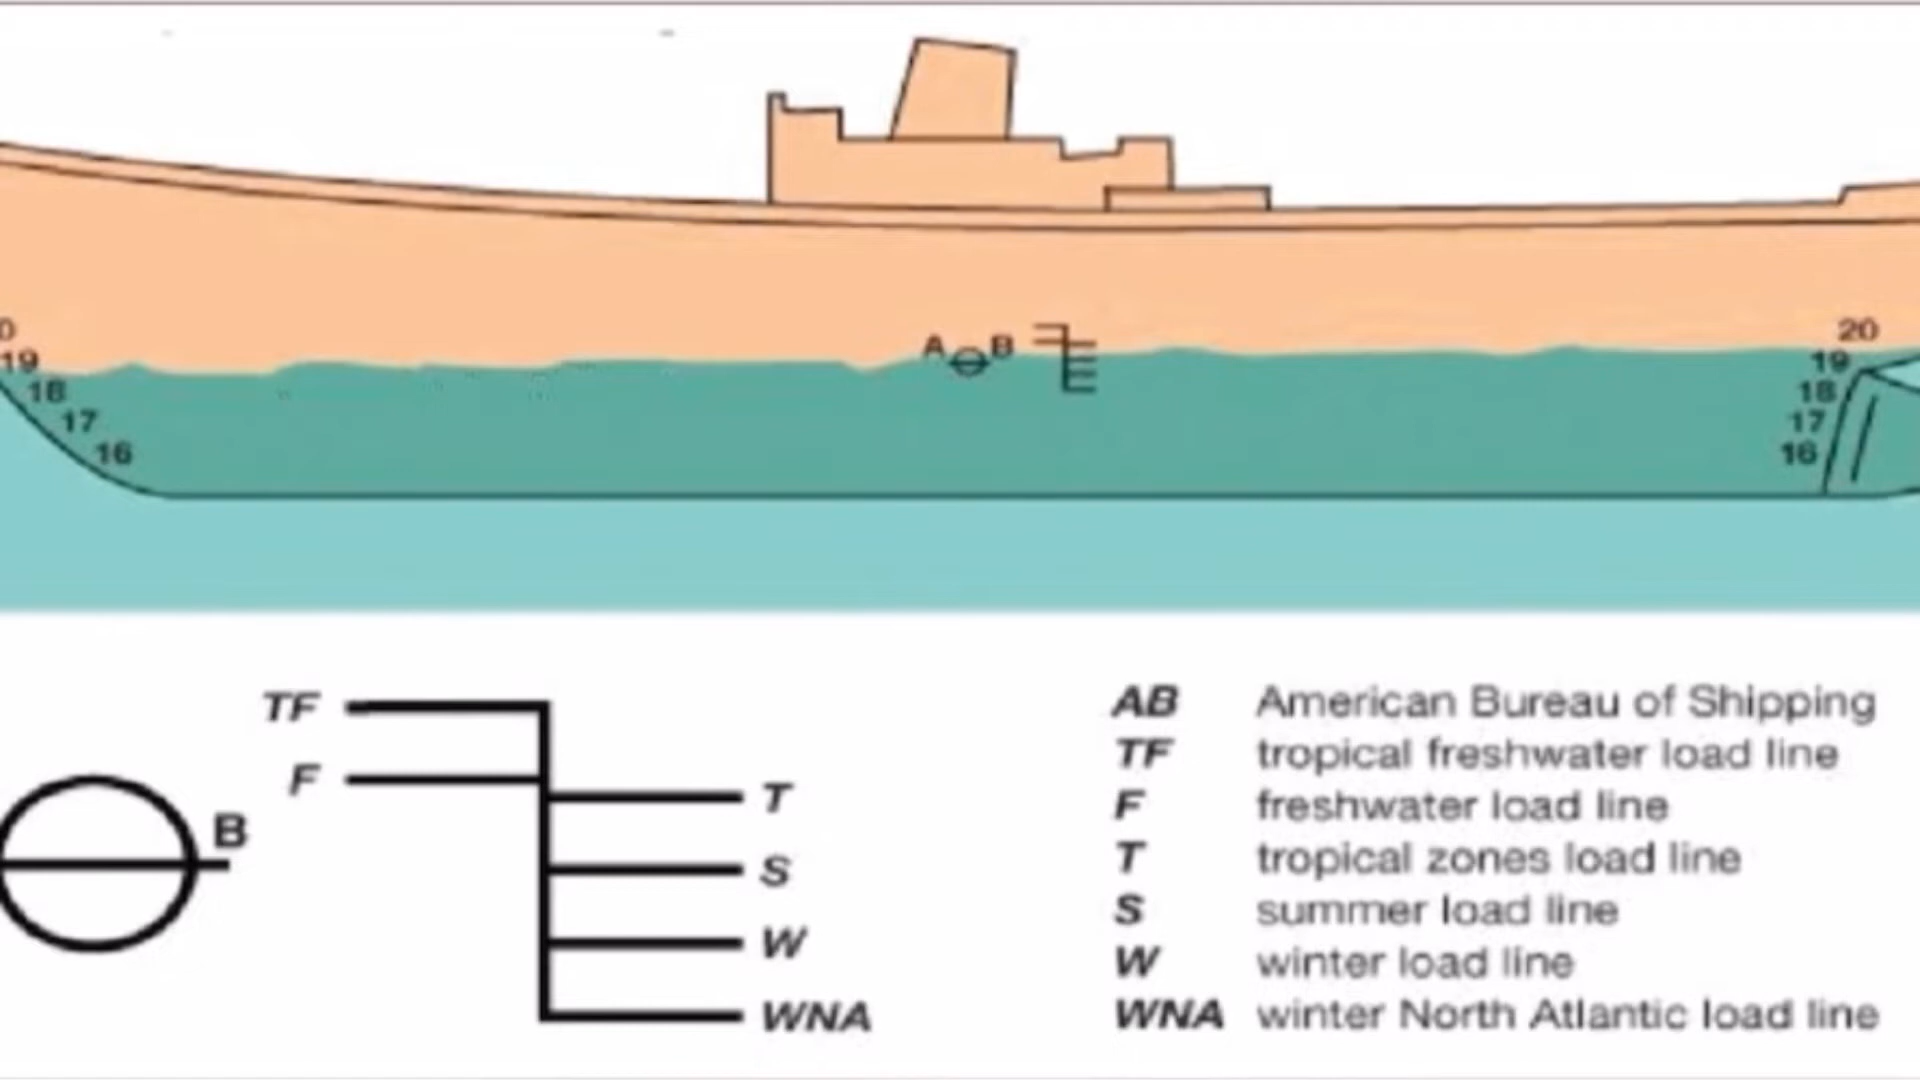 A B
0
19
18
17
16
20
19
18
17
16
TF
F
B
T
S
W
WNA
AB American Bureau of Shipping
TF tropical freshwater load line
F freshwater load line
T tropical zones load line
S summer load line
W winter load line
WNA winter North Atlantic load line